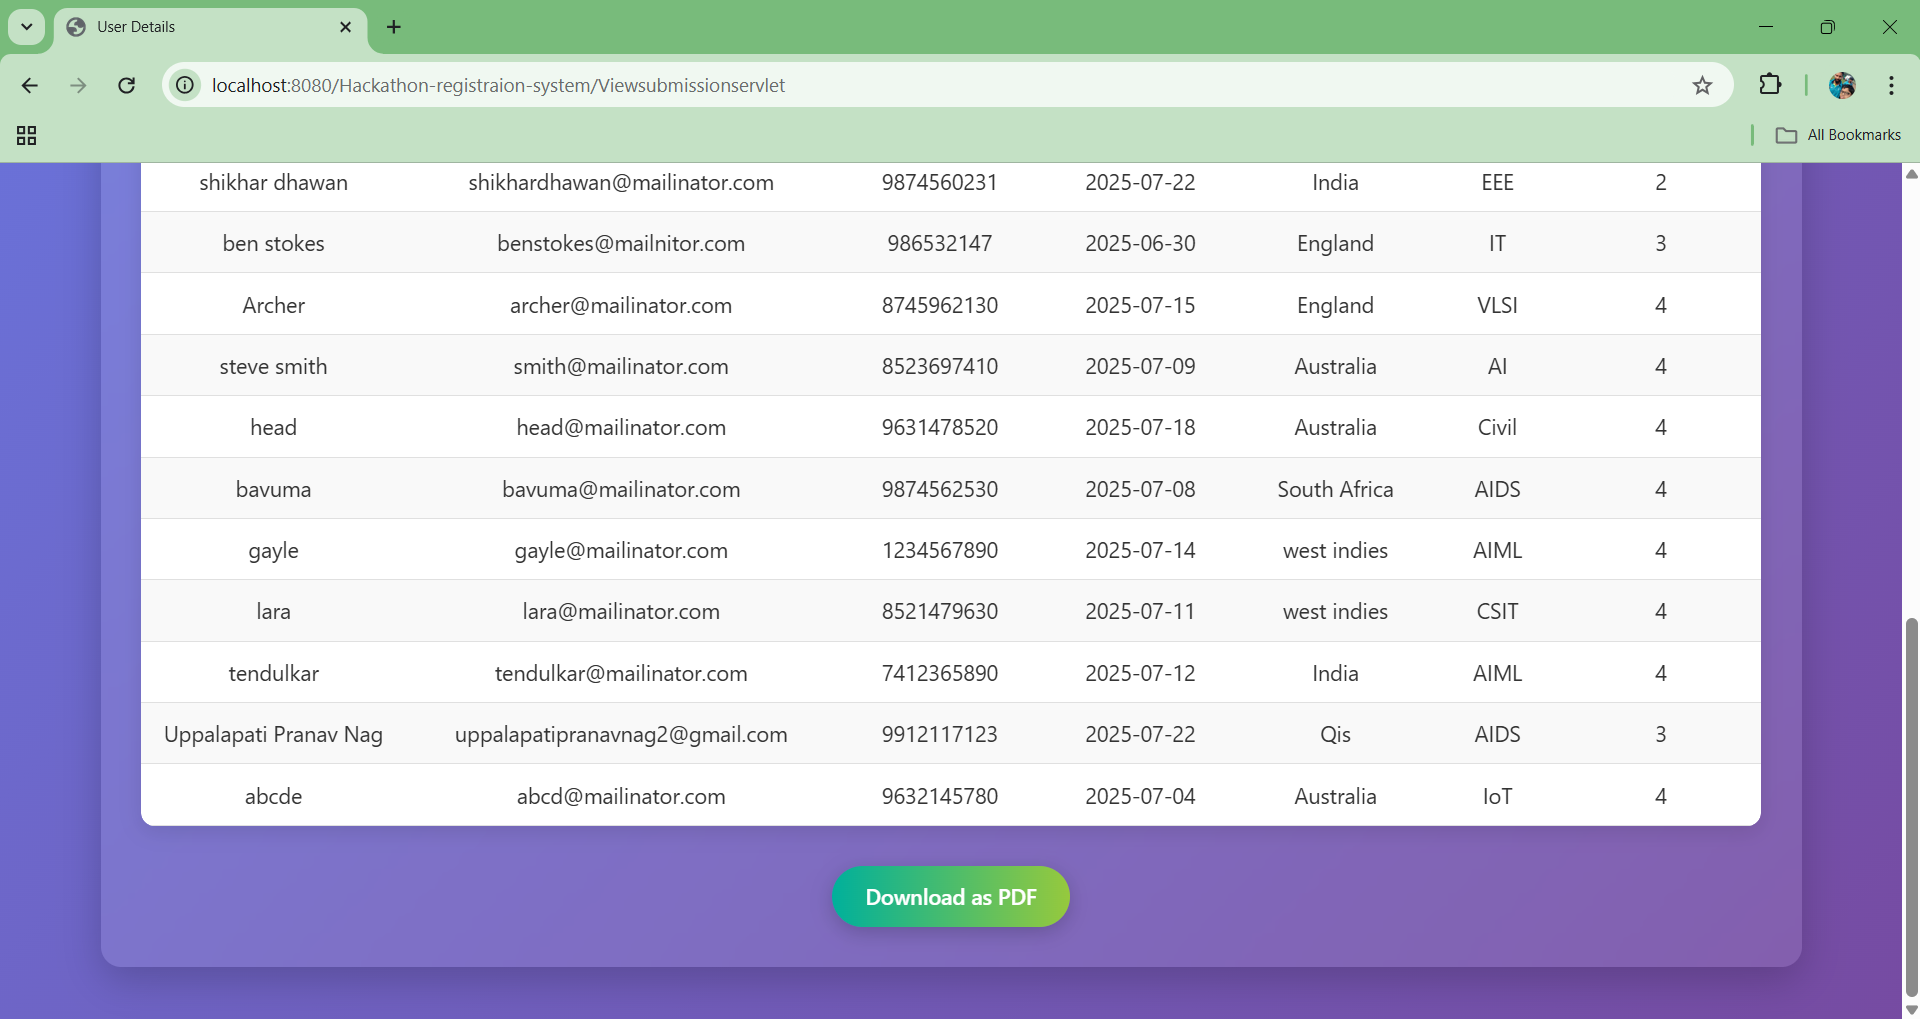 User Details
localhost:8080/Hackathon-registraion-system/Viewsubmissionservlet
All Bookmarks
shikhar dhawan shikhardhawan@mailinator.com 9874560231 2025-07-22 India EEE 2
ben stokes benstokes@mailnitor.com 986532147 2025-06-30 England IT 3
Archer archer@mailinator.com 8745962130 2025-07-15 England VLSI 4
steve smith smith@mailinator.com 8523697410 2025-07-09 Australia AI 4
head head@mailinator.com 9631478520 2025-07-18 Australia Civil 4
bavuma bavuma@mailinator.com 9874562530 2025-07-08 South Africa AIDS 4
gayle gayle@mailinator.com 1234567890 2025-07-14 west indies AIML 4
lara lara@mailinator.com 8521479630 2025-07-11 west indies CSIT 4
tendulkar tendulkar@mailinator.com 7412365890 2025-07-12 India AIML 4
Uppalapati Pranav Nag uppalapatipranavnag2@gmail.com 9912117123 2025-07-22 Qis AIDS 3
abcde abcd@mailinator.com 9632145780 2025-07-04 Australia IoT 4
Download as PDF